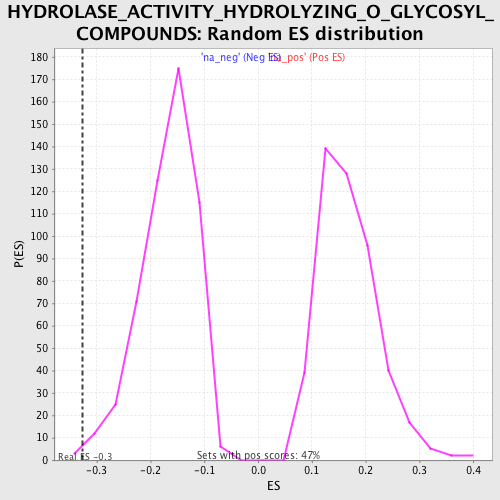 HYDROLASE_ACTIVITY_HYDROLYZING_O_GLYCOSYL_
COMPOUNDS: Random ES distribution
'na_neg' (Neg ES)
'na_pos' (Pos ES)
180
170
160
150
140
130
120
110
100
90
80
70
60
50
40
30
20
10
0
P(ES)
Real ES -0.3
Sets with pos scores: 47%
-0.3 -0.2 -0.1 0.0 0.1 0.2 0.3 0.4
ES